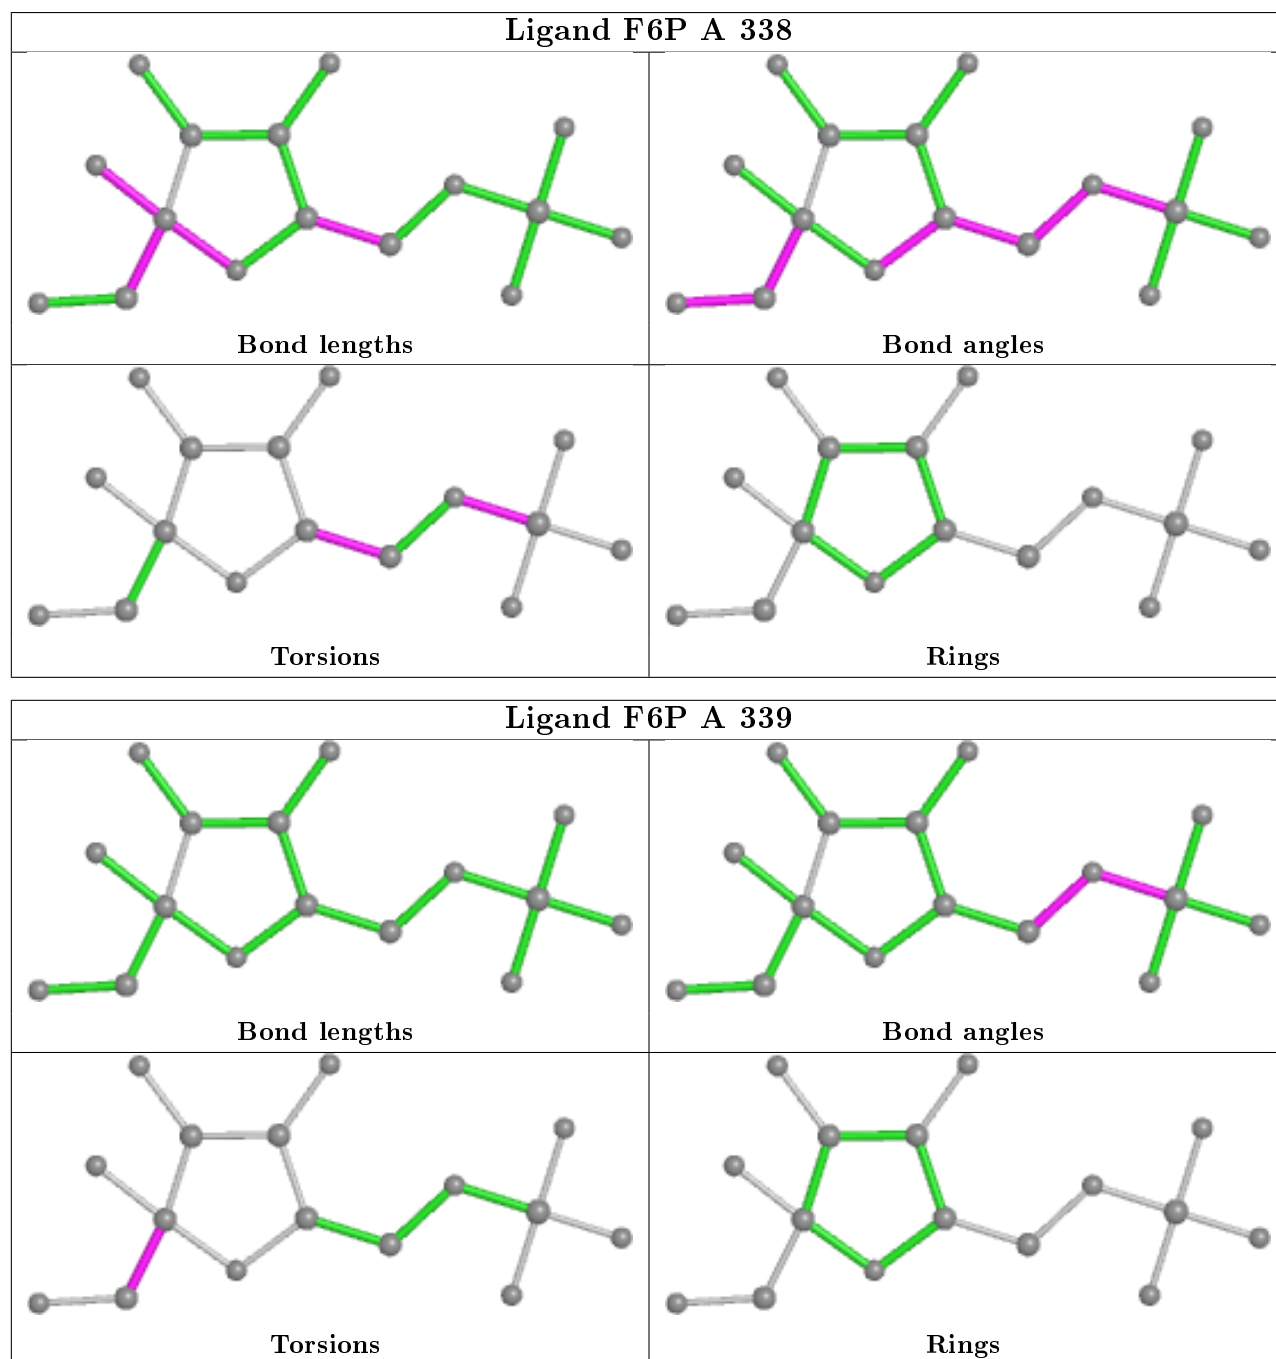 Ligand F6P A 338
Bond lengths
Bond angles
Torsions
Rings
Ligand F6P A 339
Bond lengths
Bond angles
Torsions
Rings